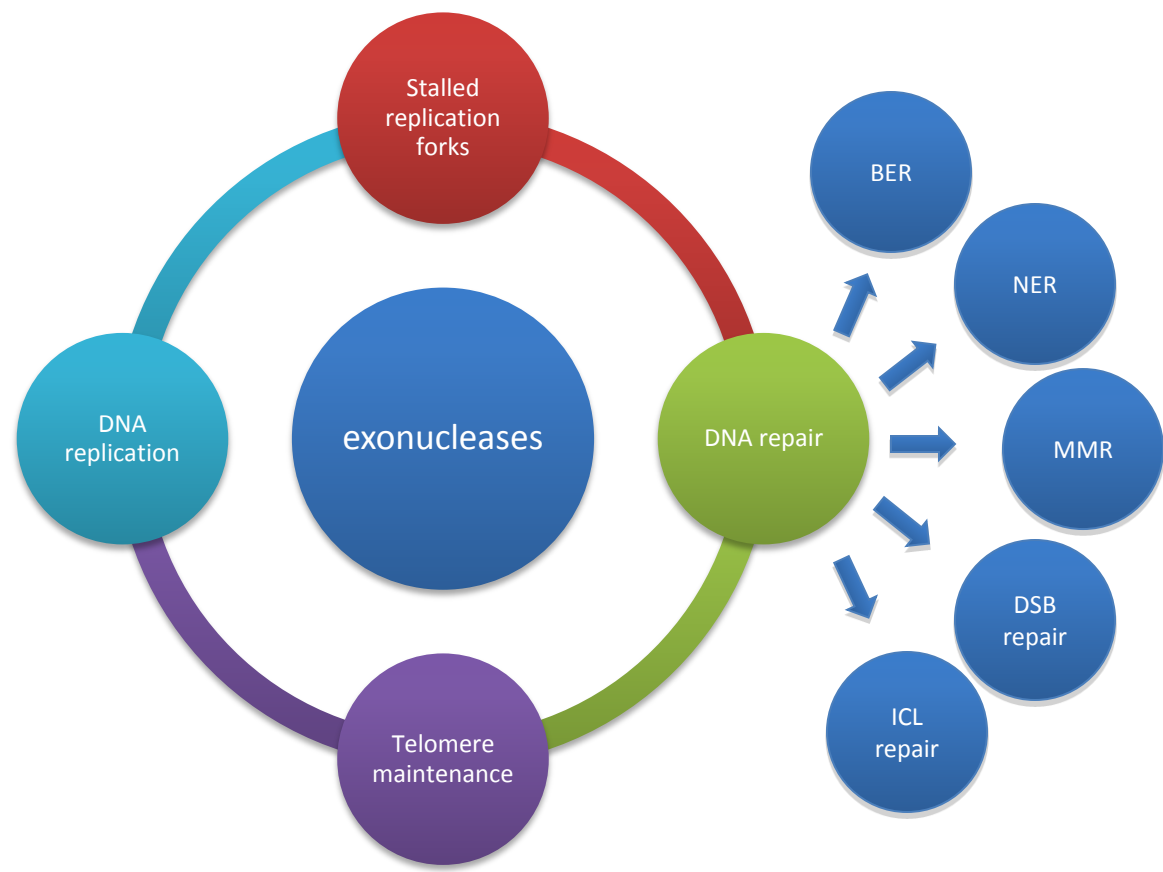 Stalled
replication
forks
BER
NER
DNA
replication
exonucleases
DNA repair
MMR
DSB
repair
Telomere
maintenance
ICL
repair